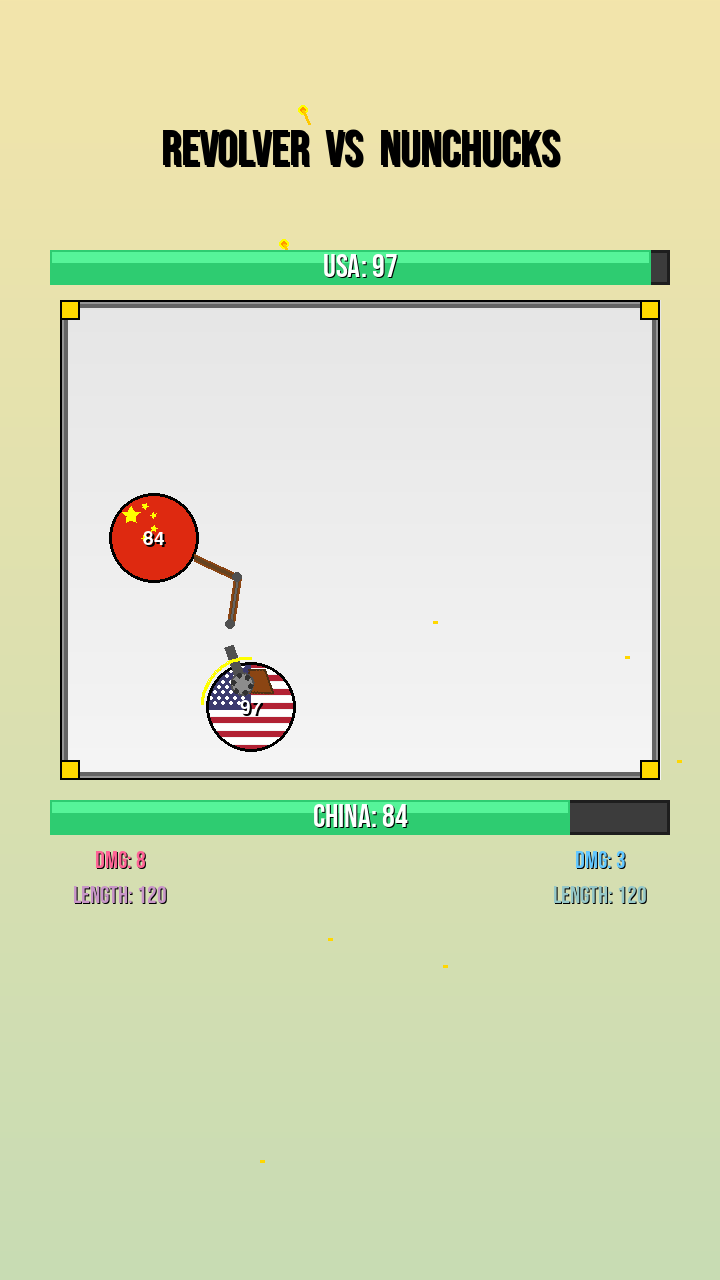 REVOLVER VS NUNCHUCKS
USA: 97
84
97
CHINA: 84
DMG: 8
DMG: 3
LENGTH: 120
LENGTH: 120